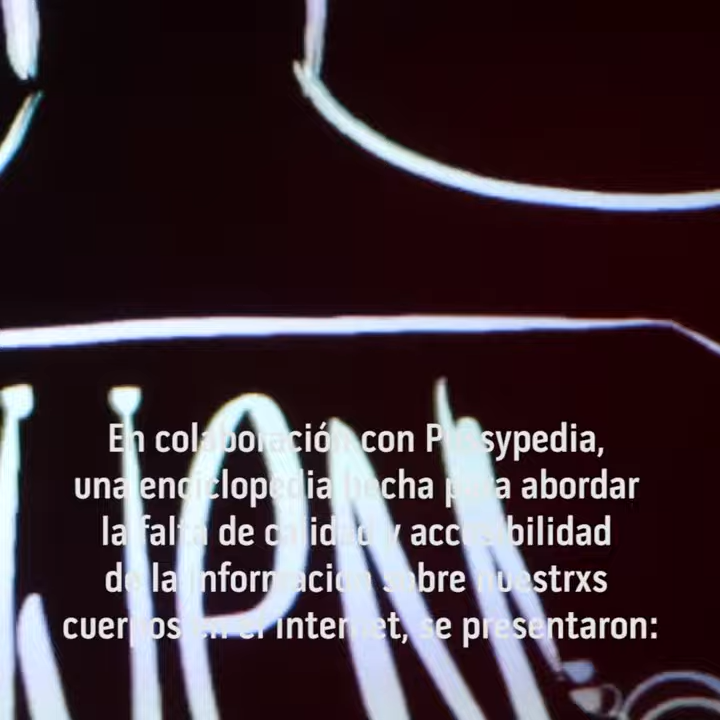 En colaboración con Pussypedia,
una enciclopedia hecha para abordar
la falta de calidad y accesibilidad
de la información sobre nuestrxs
cuerpos en el internet, se presentaron: